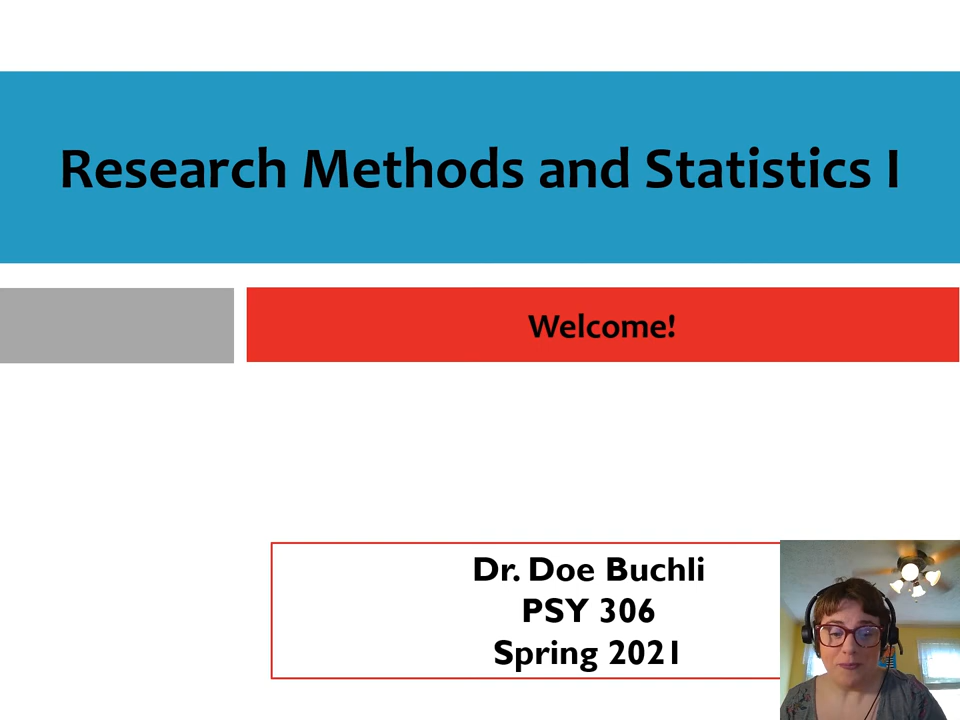 Research Methods and Statistics I
Welcome!
Dr. Doe Buchli
PSY 306
Spring 2021